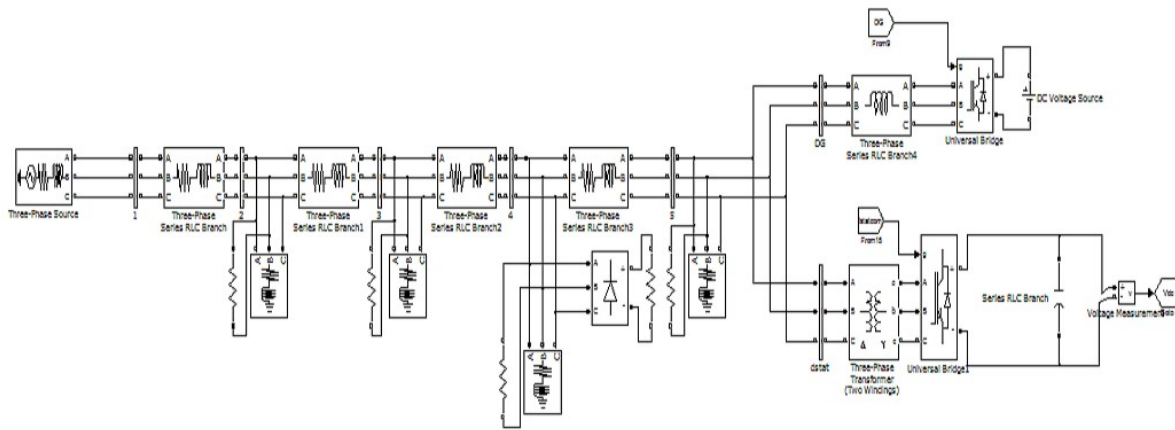 DG
From9
g
A
B
C
+
-
DC Voltage Source
Universal Bridge
A
B
C
A
B
C
DG
Three-Phase
Series RLC Branch4
A
B
C
Three-Phase Source
1
A
B
C
A
B
C
Three-Phase
Series RLC Branch
2
A
B
C
A
B
C
Three-Phase
Series RLC Branch1
3
A
B
C
A
B
C
Three-Phase
Series RLC Branch2
4
A
B
C
A
B
C
Three-Phase
Series RLC Branch3
5
A B C
A B C
A B C
A B C
A
B
C
+
-
From18
g
A
B
C
+
-
Universal Bridge1
A
B
C
a
b
c
Δ Y
dstat
Three-Phase
Transformer
(Two Windings)
Series RLC Branch
+
-
v
Voltage Measurement